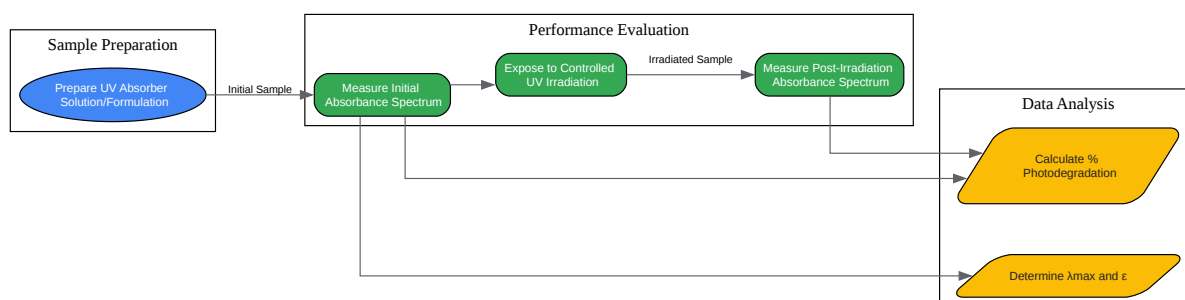 Sample Preparation
Prepare UV Absorber
Solution/Formulation
Initial Sample
Performance Evaluation
Measure Initial
Absorbance Spectrum
Expose to Controlled
UV Irradiation
Irradiated Sample
Measure Post-Irradiation
Absorbance Spectrum
Data Analysis
Calculate %
Photodegradation
Determine λmax and ε